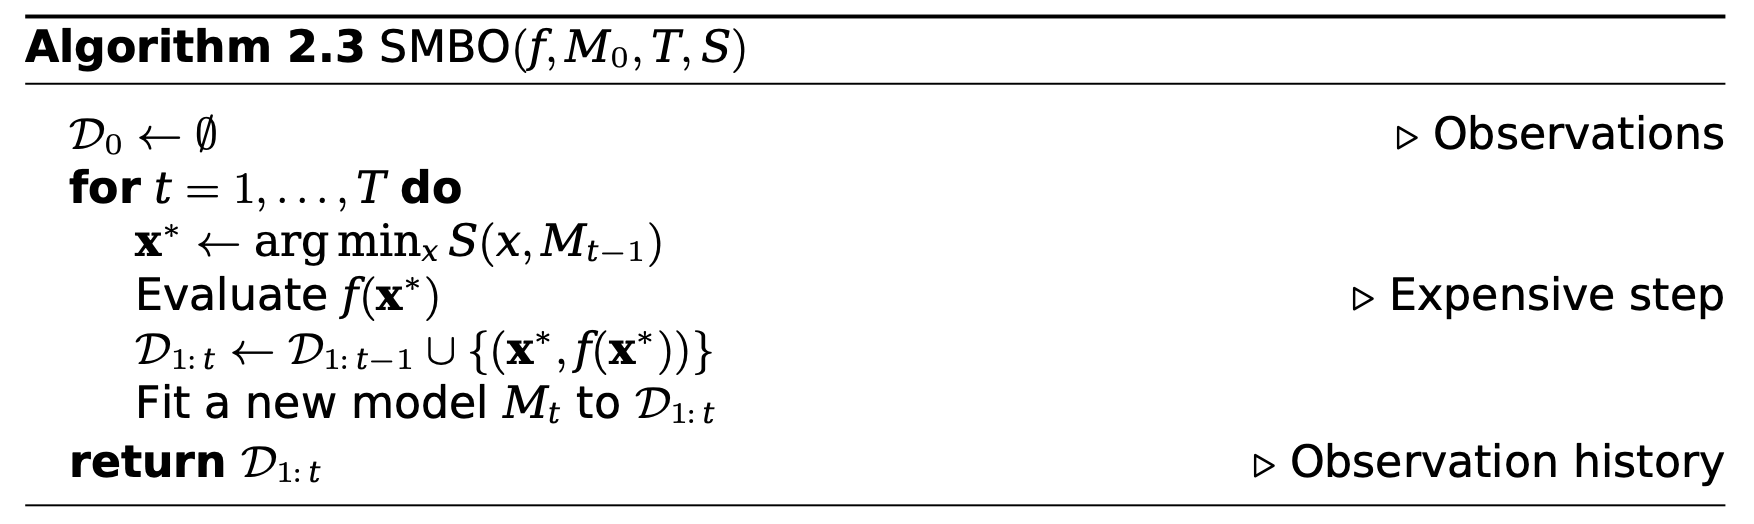 Algorithm 2.3 SMBO(f, M₀, T, S)
𝒟₀ ← ∅ ▷ Observations
for t = 1, . . . , T do
𝐱* ← arg minₓ S(x, Mₜ₋₁)
Evaluate f(𝐱*) ▷ Expensive step
𝒟₁:ₜ ← 𝒟₁:ₜ₋₁ ∪ {(𝐱*, f(𝐱*))}
Fit a new model Mₜ to 𝒟₁:ₜ
return 𝒟₁:ₜ ▷ Observation history